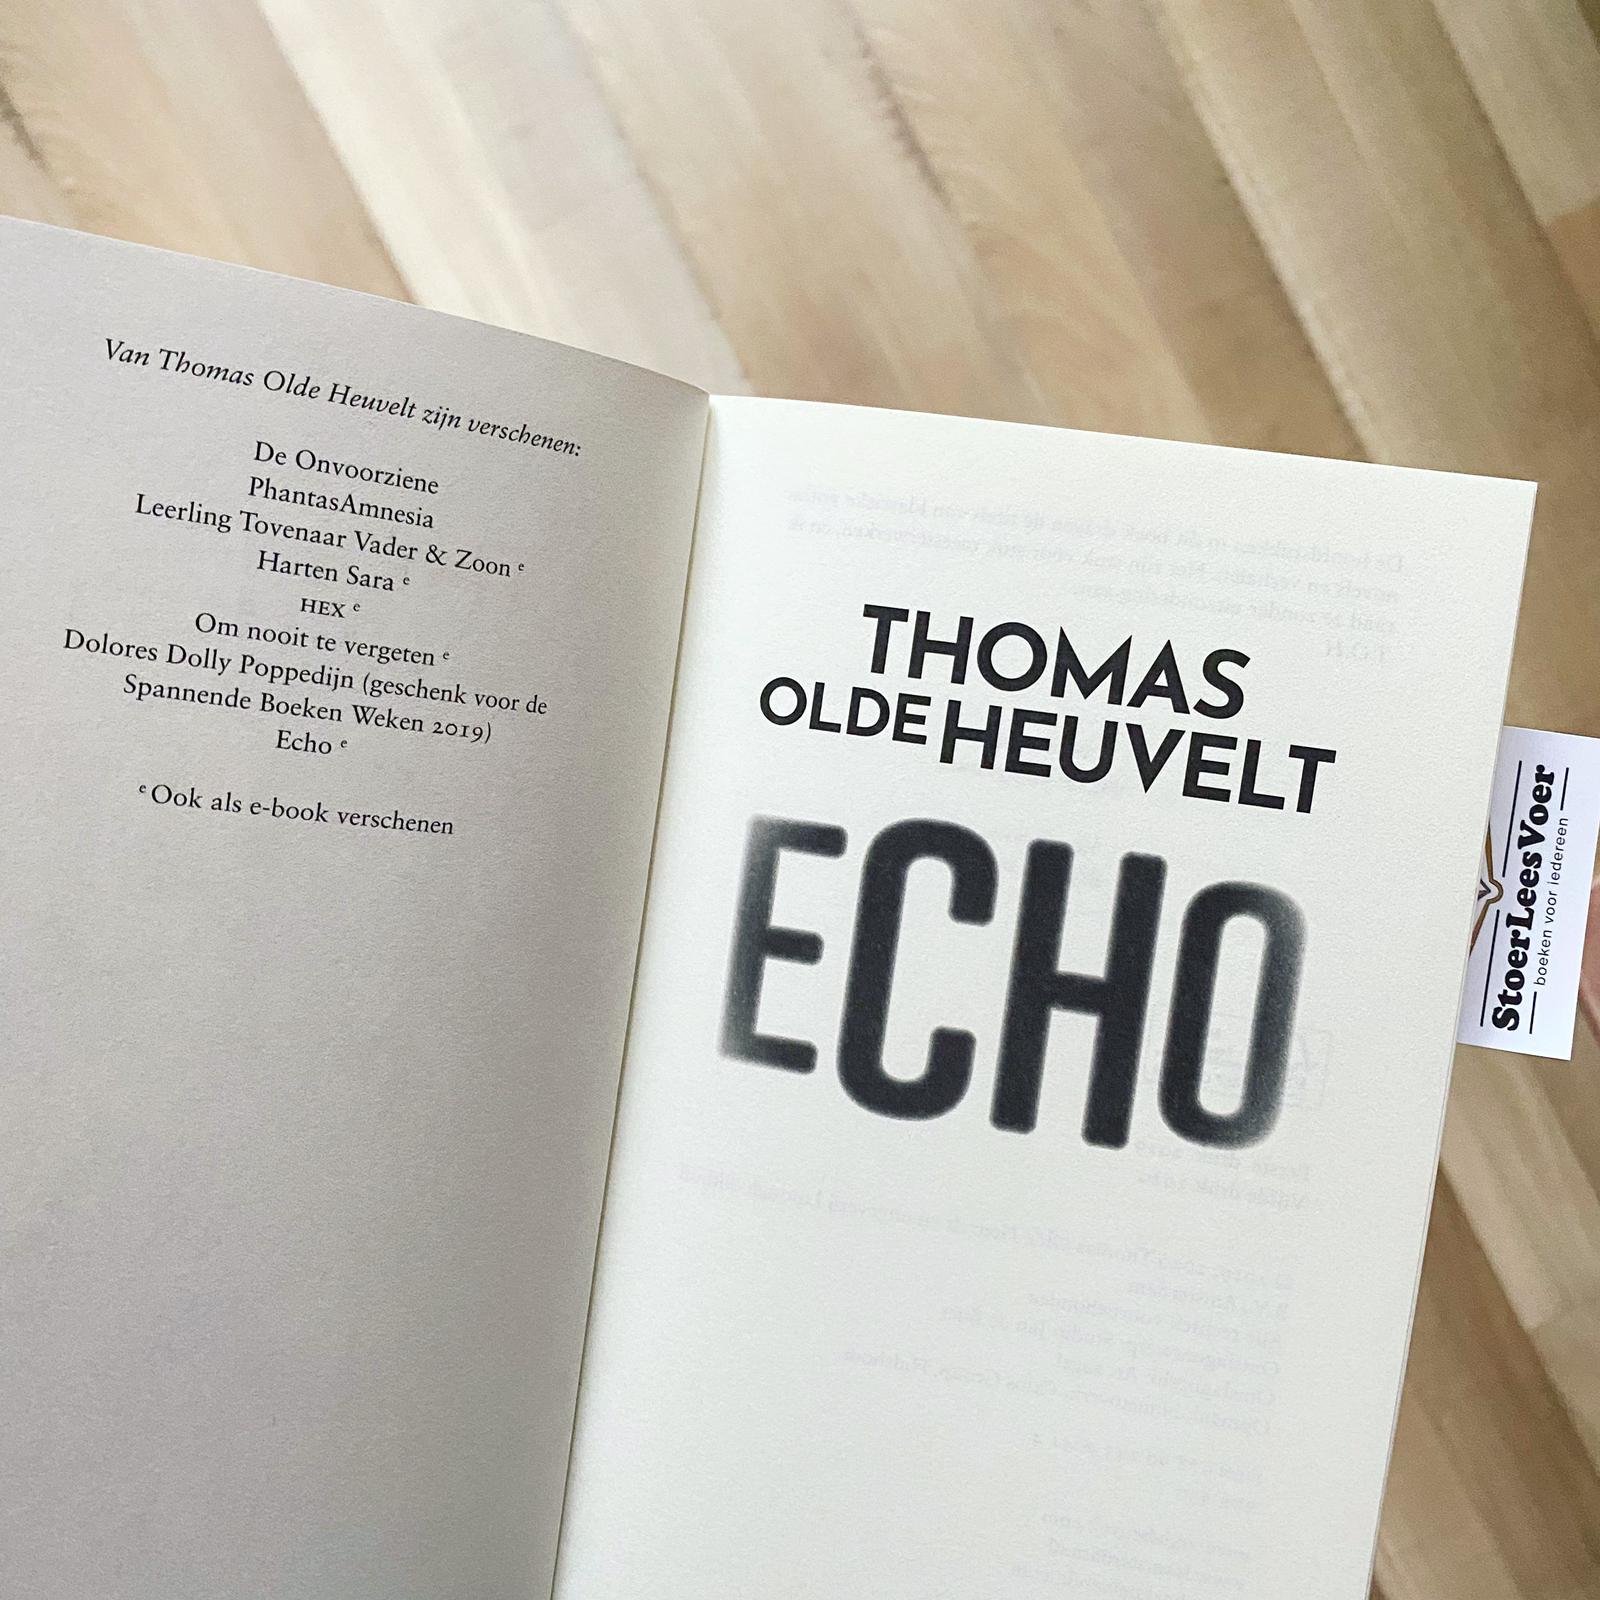 Van Thomas Olde Heuvelt zijn verschenen:
De Onvoorziene
PhantasAmnesia
Leerling Tovenaar Vader & Zoon e
Harten Sara e
HEX e
Om nooit te vergeten e
Dolores Dolly Poppedijn (geschenk voor de
Spannende Boeken Weken 2019)
Echo e
e Ook als e-book verschenen
THOMAS
OLDE HEUVELT
ECHO
StoerLeesVoer
boeken voor iedereen